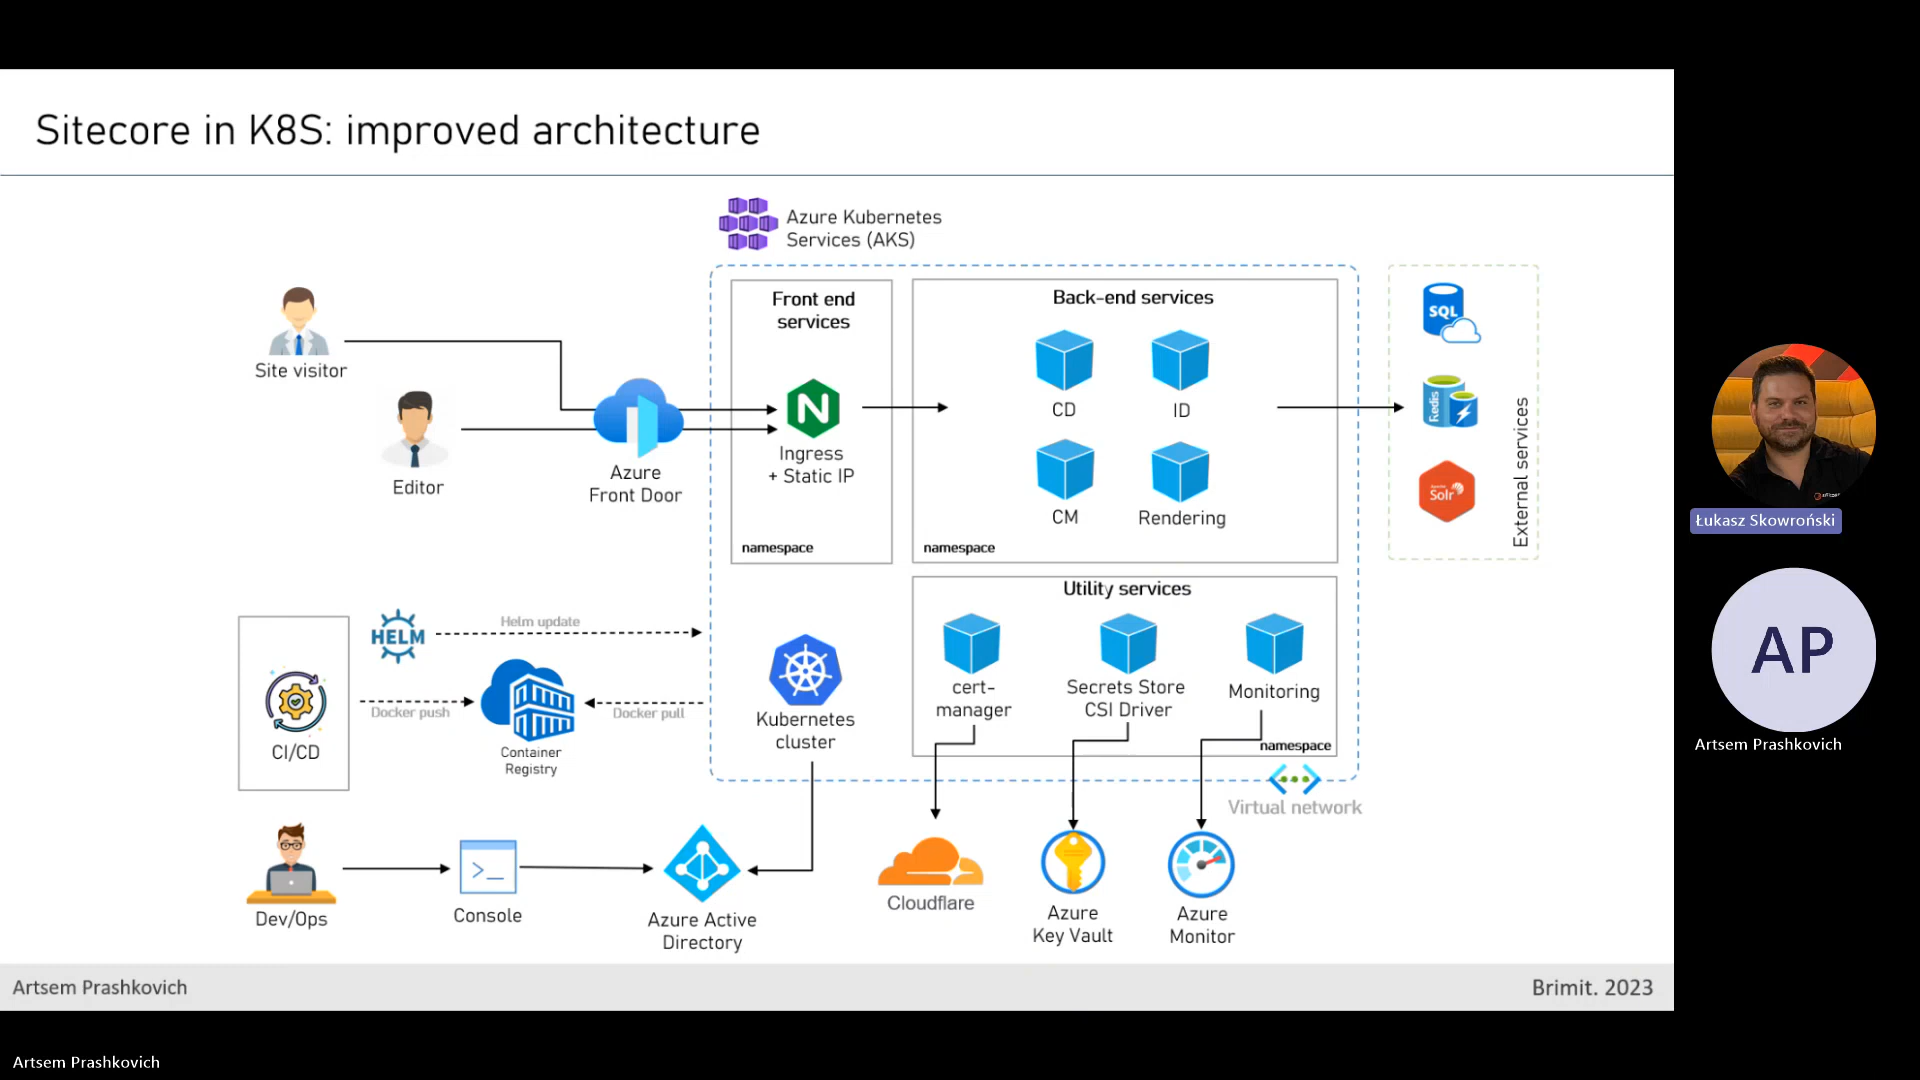 Sitecore in K8S: improved architecture
Azure Kubernetes
Services (AKS)
Site visitor
Editor
Azure
Front Door
Front end
services
N
Ingress
+ Static IP
namespace
Back-end services
CD
ID
CM
Rendering
namespace
SQL
Redis
Solr
External services
HELM
Helm update
CI/CD
Docker push
Container
Registry
Docker pull
Kubernetes
cluster
Utility services
cert-
manager
Secrets Store
CSI Driver
Monitoring
namespace
Virtual network
Dev/Ops
>_
Console
Azure Active
Directory
Cloudflare
Azure
Key Vault
Azure
Monitor
Artsem Prashkovich
Brimit. 2023
Łukasz Skowroński
AP
Artsem Prashkovich
Artsem Prashkovich